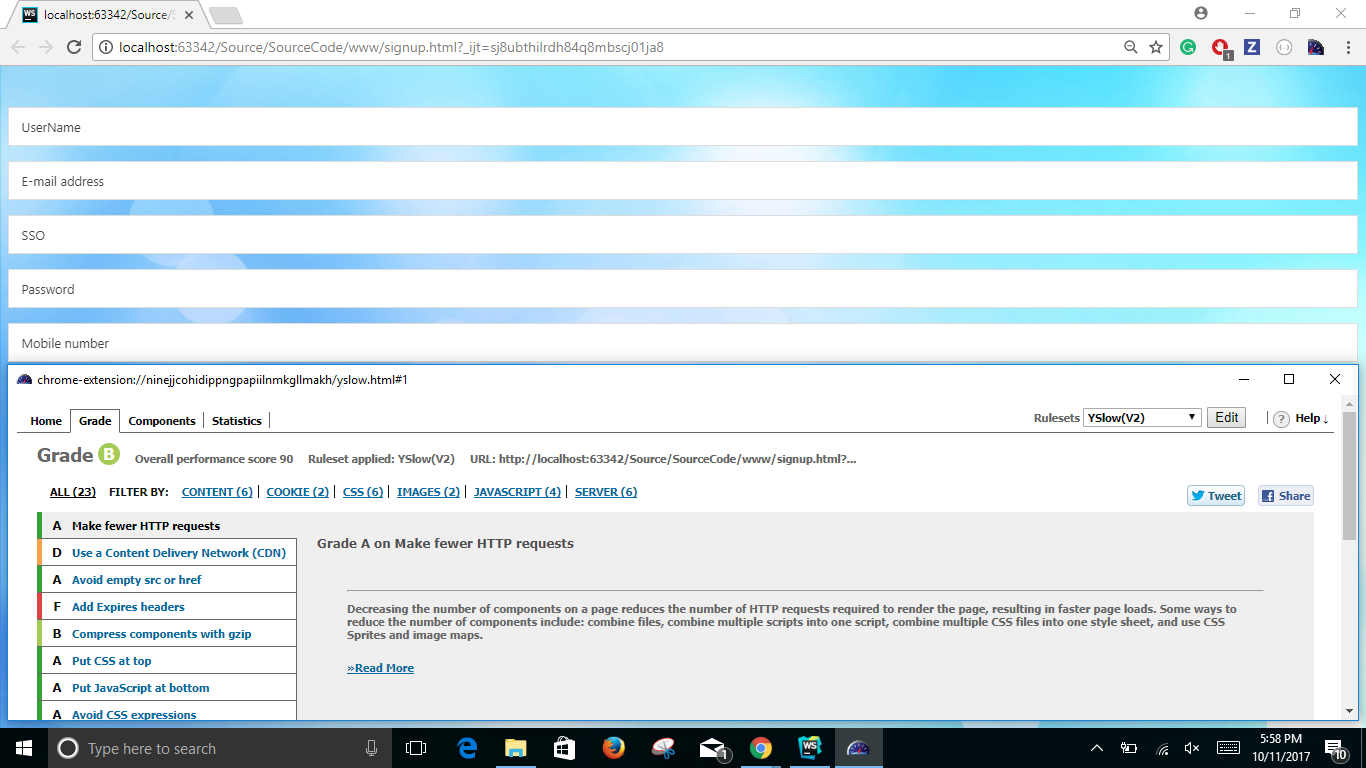 WS localhost:63342/Source/S
localhost:63342/Source/SourceCode/www/signup.html?_ijt=sj8ubthilrdh84q8mbscj01ja8
1
Z
UserName
E-mail address
SSO
Password
Mobile number
chrome-extension://ninejjcohidippngpapiilnmkgllmakh/yslow.html#1
Home Grade Components Statistics
Rulesets YSlow(V2) Edit ? Help ↓
Grade B Overall performance score 90 Ruleset applied: YSlow(V2) URL: http://localhost:63342/Source/SourceCode/www/signup.html?...
ALL (23) FILTER BY: CONTENT (6) COOKIE (2) CSS (6) IMAGES (2) JAVASCRIPT (4) SERVER (6)
Tweet Share
A Make fewer HTTP requests
D Use a Content Delivery Network (CDN)
A Avoid empty src or href
F Add Expires headers
B Compress components with gzip
A Put CSS at top
A Put JavaScript at bottom
A Avoid CSS expressions
Grade A on Make fewer HTTP requests
Decreasing the number of components on a page reduces the number of HTTP requests required to render the page, resulting in faster page loads. Some ways to
reduce the number of components include: combine files, combine multiple scripts into one script, combine multiple CSS files into one style sheet, and use CSS
Sprites and image maps.
»Read More
Type here to search
1
WS
5:58 PM
10/11/2017
10